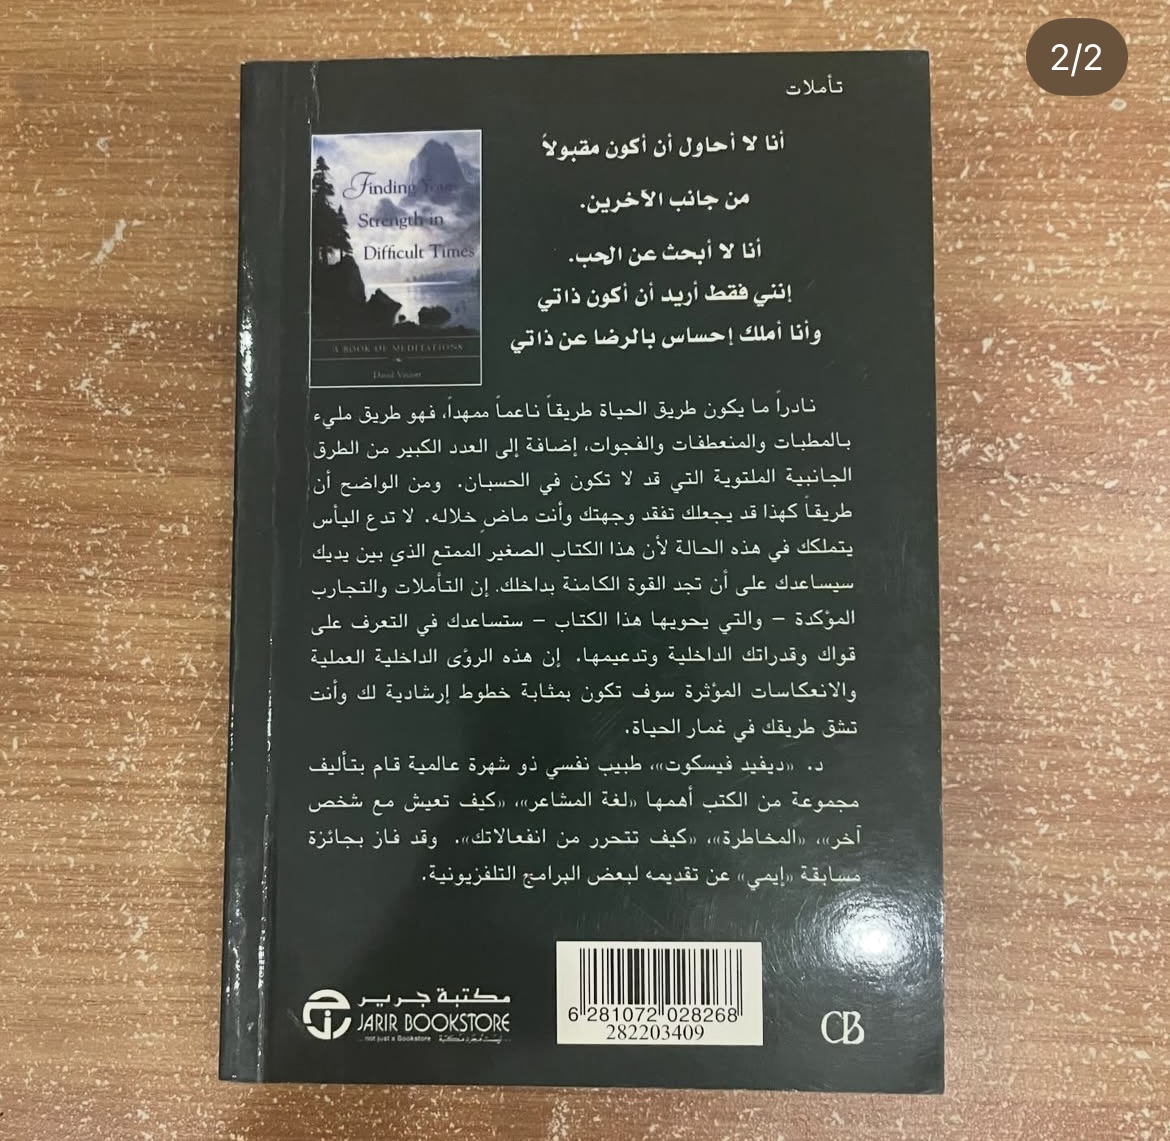 2/2
تأملات
أنا لا أحاول أن أكون مقبولاً
من جانب الآخرين.
أنا لا أبحث عن الحب.
إنني فقط أريد أن أكون ذاتي
وأنا أملك إحساس بالرضا عن ذاتي
Finding Your
Strength in
Difficult Times
A BOOK OF MEDITATIONS
David Viscott
نادراً ما يكون طريق الحياة طريقاً ناعماً ممهداً، فهو طريق مليء
بالمطبات والمنعطفات والفجوات، إضافة إلى العدد الكبير من الطرق
الجانبية الملتوية التي قد لا تكون في الحسبان. ومن الواضح أن
طريقاً كهذا قد يجعلك تفقد وجهتك وأنت ماضٍ خلاله. لا تدع اليأس
يتملكك في هذه الحالة لأن هذا الكتاب الصغير الممتع الذي بين يديك
سيساعدك على أن تجد القوة الكامنة بداخلك. إن التأملات والتجارب
المؤكدة – والتي يحويها هذا الكتاب – ستساعدك في التعرف على
قواك وقدراتك الداخلية وتدعيمها. إن هذه الرؤى الداخلية العملية
والانعكاسات المؤثرة سوف تكون بمثابة خطوط إرشادية لك وأنت
تشق طريقك في غمار الحياة.
د. «ديفيد فيسكوت»، طبيب نفسي ذو شهرة عالمية قام بتأليف
مجموعة من الكتب أهمها «لغة المشاعر»، «كيف تعيش مع شخص
آخر»، «المخاطرة»، «كيف تتحرر من انفعالاتك». وقد فاز بجائزة
مسابقة «إيمي» عن تقديمه لبعض البرامج التلفزيونية.
مكتبة جرير
JARIR BOOKSTORE
... not just a Bookstore ليست مجرد مكتبة ...
6 281072 028268
282203409
CB